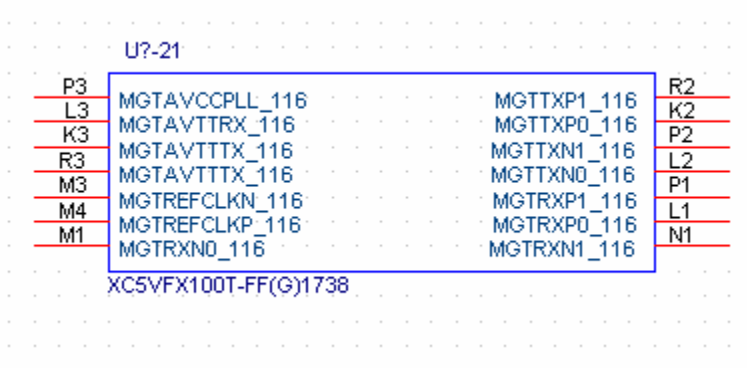 U?-21
P3 MGTAVCCPLL_116 MGTTXP1_116 R2
L3 MGTAVTTRX_116 MGTTXP0_116 K2
K3 MGTAVTTTX_116 MGTTXN1_116 P2
R3 MGTAVTTTX_116 MGTTXN0_116 L2
M3 MGTREFCLKN_116 MGTRXP1_116 P1
M4 MGTREFCLKP_116 MGTRXP0_116 L1
M1 MGTRXN0_116 MGTRXN1_116 N1
XC5VFX100T-FF(G)1738